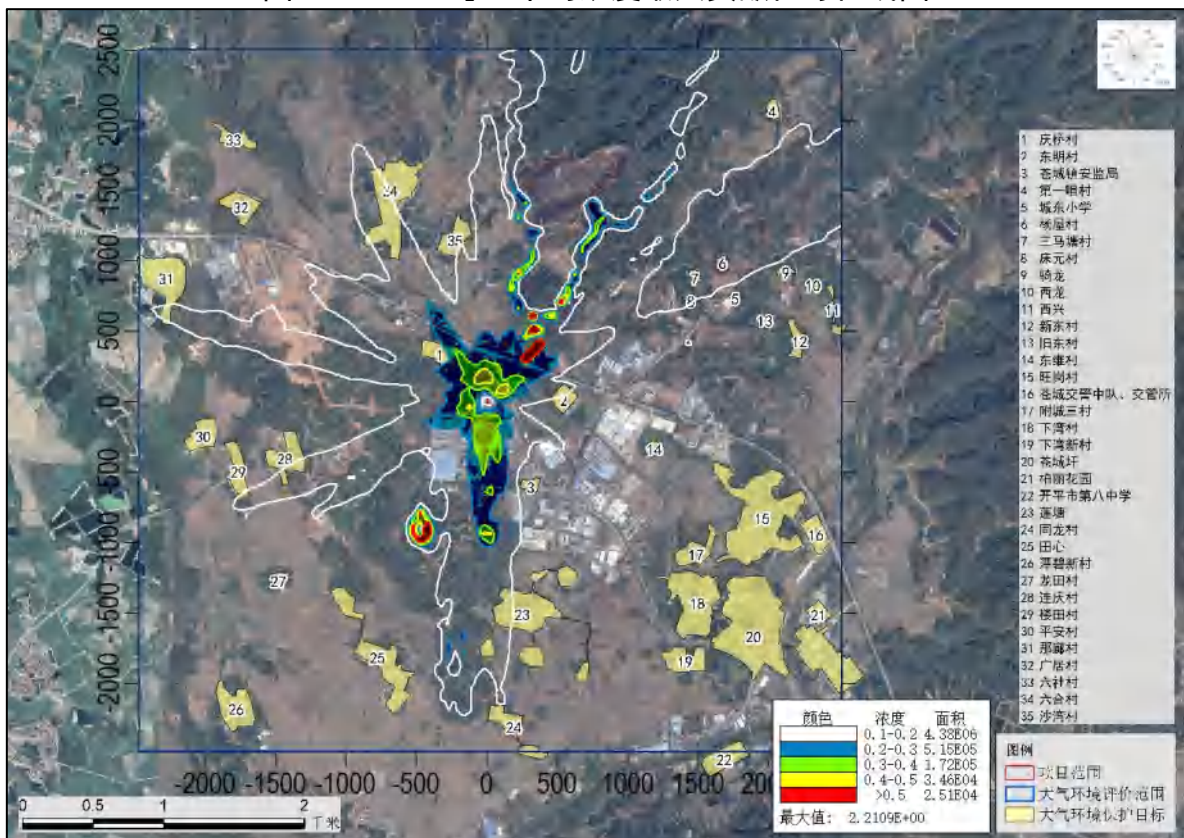 2500
2000
1500
1000
500
0
-500
-1000
-1500
-2000
-2000 -1500 -1000 -500 0 500 1000 1500
0 0.5 1 2
千米
1 庆桥村
2 东明村
3 苍城镇安监局
4 第一眼村
5 城东小学
6
7 三马塘村
8 床元村
9 骑龙
10 西龙
11 西兴
12 新东村
13 旧东村
14 东维村
15 旺岗村
16 苍城交警中队、交管所
17 附城三村
18 下湾村
19 下湾新村
20 苍城圩
21 花园
22 开平市第八中学
23 莲塘
24 同龙村
25 田心
26 潭碧新村
27 龙田村
28 连庆村
29 楼田村
30 平安村
31 那廊村
32 广居村
33 六社村
34 六合村
35 沙湾村
颜色 浓度 面积
0.1-0.2 4.38E06
0.2-0.3 5.15E05
0.3-0.4 1.72E05
0.4-0.5 3.46E04
>0.5 2.51E04
最大值: 2.2109E+00
图例
项目范围
大气环境评价范围
大气环境保护目标